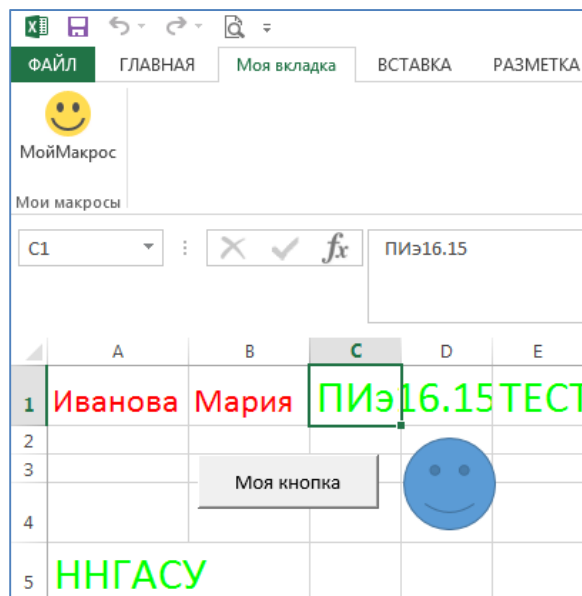 ФАЙЛ ГЛАВНАЯ Моя вкладка ВСТАВКА РАЗМЕТКА
МойМакрос
Мои макросы
C1 fx ПИэ16.15
A B C D E
1 Иванова Мария ПИэ16.15 ТЕСТ
2
3
Моя кнопка
4
5 ННГАСУ